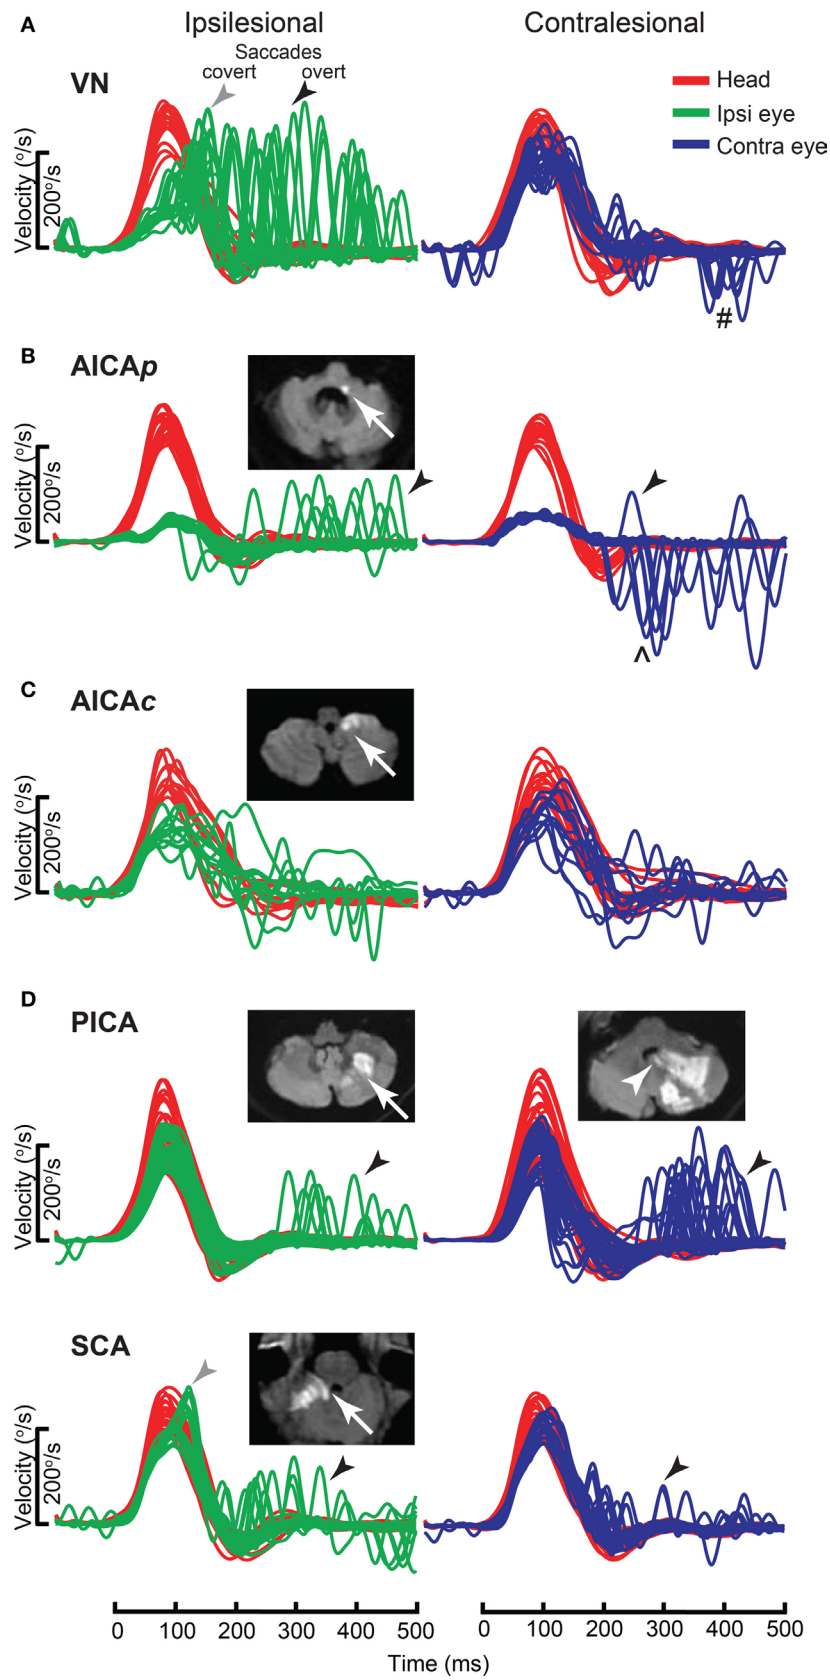 A
Ipsilesional
Contralesional
Saccades
covert overt
VN
Head
Ipsi eye
Contra eye
Velocity (°/s)
200°/s
#
B
AICAp
Velocity (°/s)
200°/s
^
C
AICAc
Velocity (°/s)
200°/s
D
PICA
Velocity (°/s)
200°/s
SCA
Velocity (°/s)
200°/s
0 100 200 300 400 500
0 100 200 300 400 500
Time (ms)